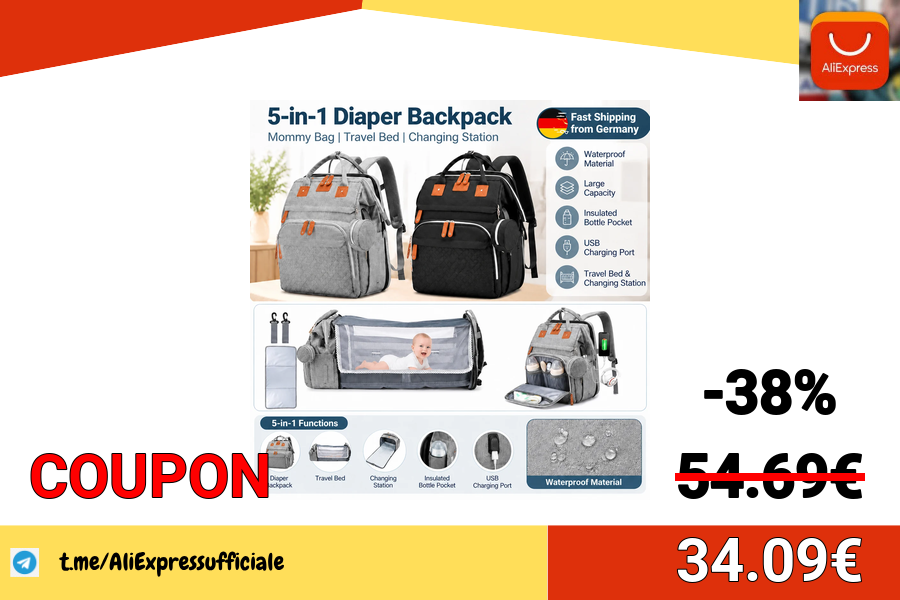 AliExpress
5-in-1 Diaper Backpack
Mommy Bag | Travel Bed | Changing Station
Fast Shipping
from Germany
Waterproof
Material
Large
Capacity
Insulated
Bottle Pocket
USB
Charging Port
Travel Bed &
Changing Station
-38%
5-in-1 Functions
COUPON
54.69€
Diaper
Backpack
Travel Bed
Changing
Station
Insulated
Bottle Pocket
USB
Charging Port
Waterproof Material
t.me/AliExpressufficiale
34.09€